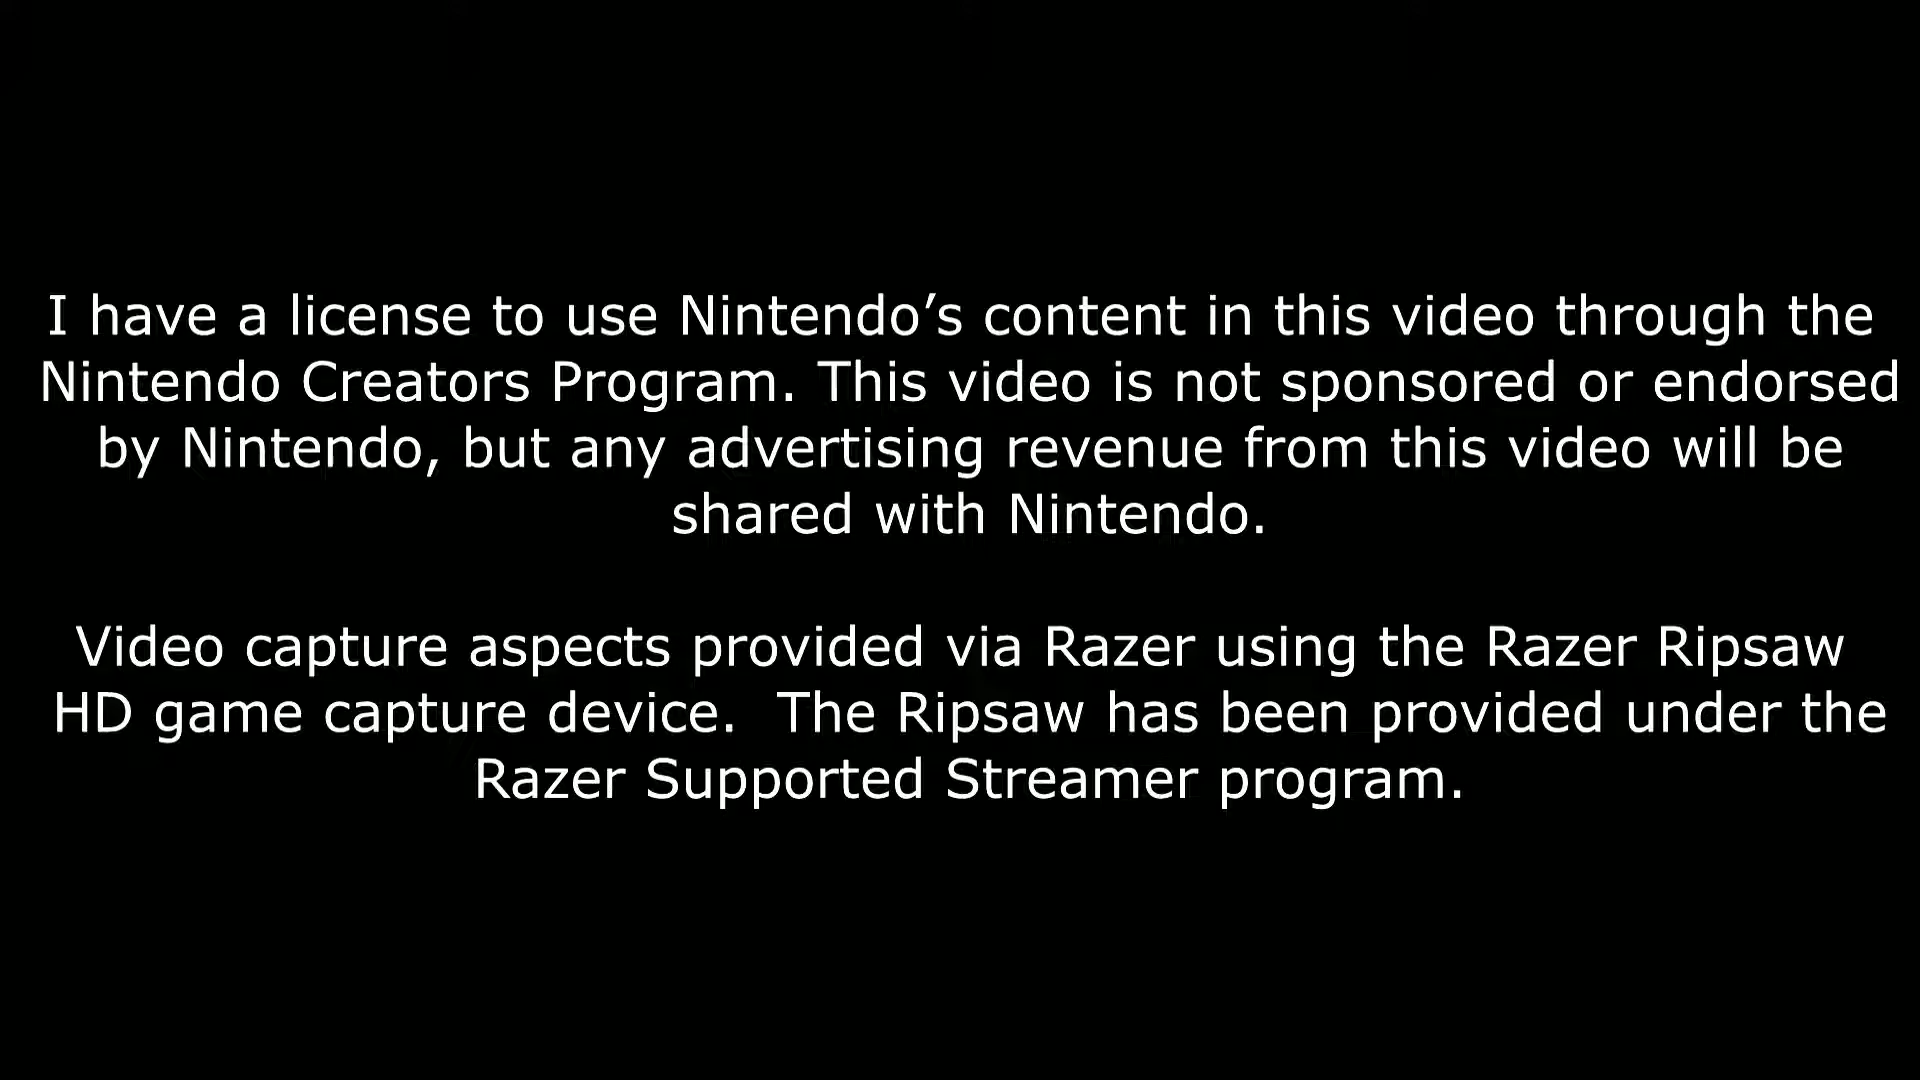 I have a license to use Nintendo’s content in this video through the
Nintendo Creators Program. This video is not sponsored or endorsed
by Nintendo, but any advertising revenue from this video will be
shared with Nintendo.
Video capture aspects provided via Razer using the Razer Ripsaw
HD game capture device.  The Ripsaw has been provided under the
Razer Supported Streamer program.